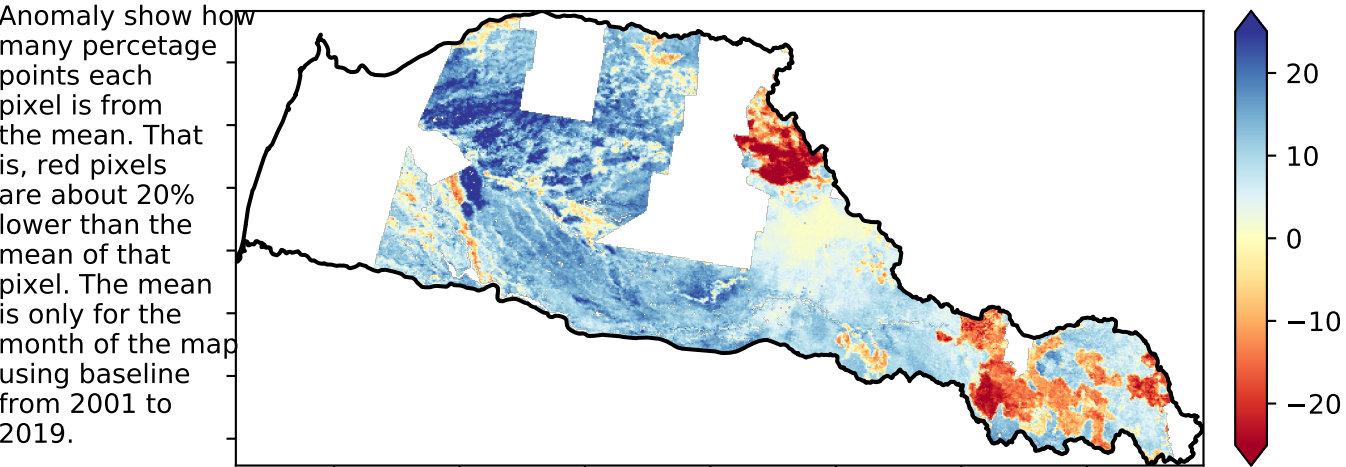 Anomaly show how
many percetage
points each
pixel is from
the mean. That
is, red pixels
are about 20%
lower than the
mean of that
pixel. The mean
is only for the
month of the map
using baseline
from 2001 to
2019.
20
10
0
−10
−20